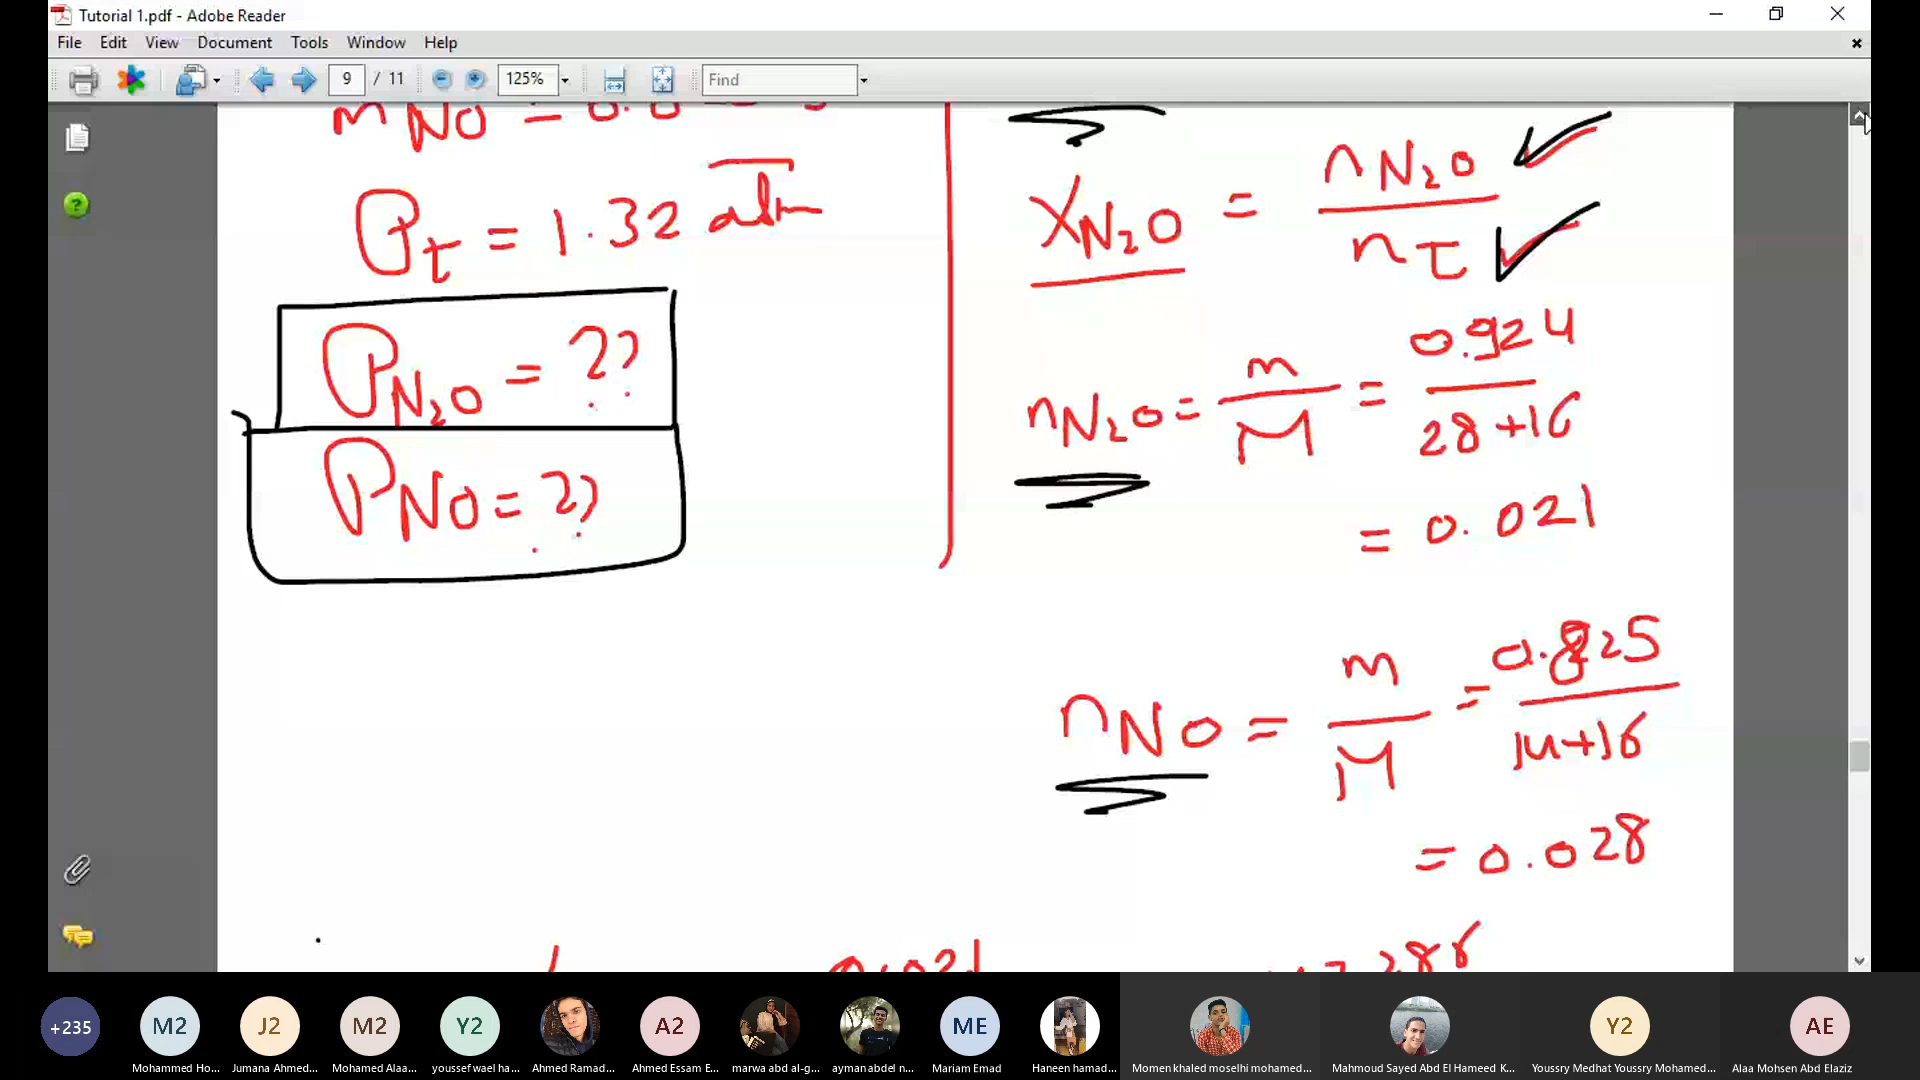 Tutorial 1.pdf - Adobe Reader
File Edit View Document Tools Window Help
9 / 11 125% Find
m NO =
Pt = 1.32 atm
PN2O = ??
PNO = ??
XN2O = nN2O / nT
nN2O = m / M = 0.924 / 28+16
= 0.021
nNO = m / M = 0.825 / 14+16
= 0.028
0.021
+235
M2 J2 M2 Y2 A2 ME Y2 AE
Mohammed Ho... Jumana Ahmed... Mohamed Alaa... youssef wael ha... Ahmed Ramad... Ahmed Essam E... marwa abd al-g... ayman abdel n... Mariam Emad Haneen hamad... Momen khaled moselhi mohamed... Mahmoud Sayed Abd El Hameed K... Youssry Medhat Youssry Mohamed... Alaa Mohsen Abd Elaziz